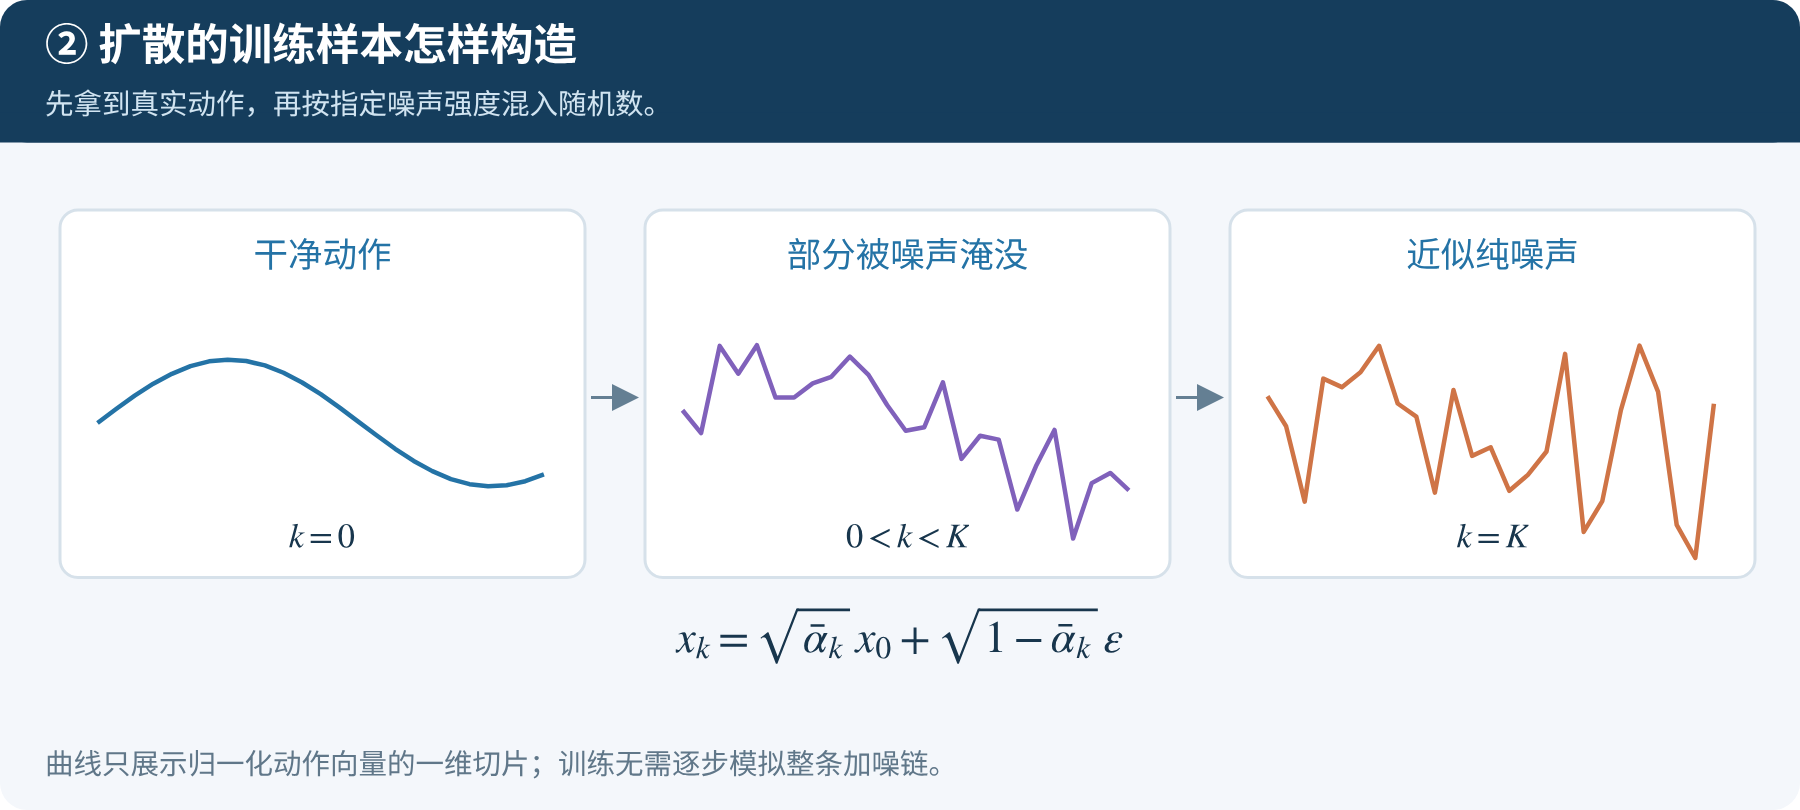 ② 扩散的训练样本怎样构造
先拿到真实动作，再按指定噪声强度混入随机数。
干净动作
部分被噪声淹没
近似纯噪声
k = 0
0 < k < K
k = K
x_k = √ᾱ_k x_0 + √1 − ᾱ_k ε
曲线只展示归一化动作向量的一维切片；训练无需逐步模拟整条加噪链。